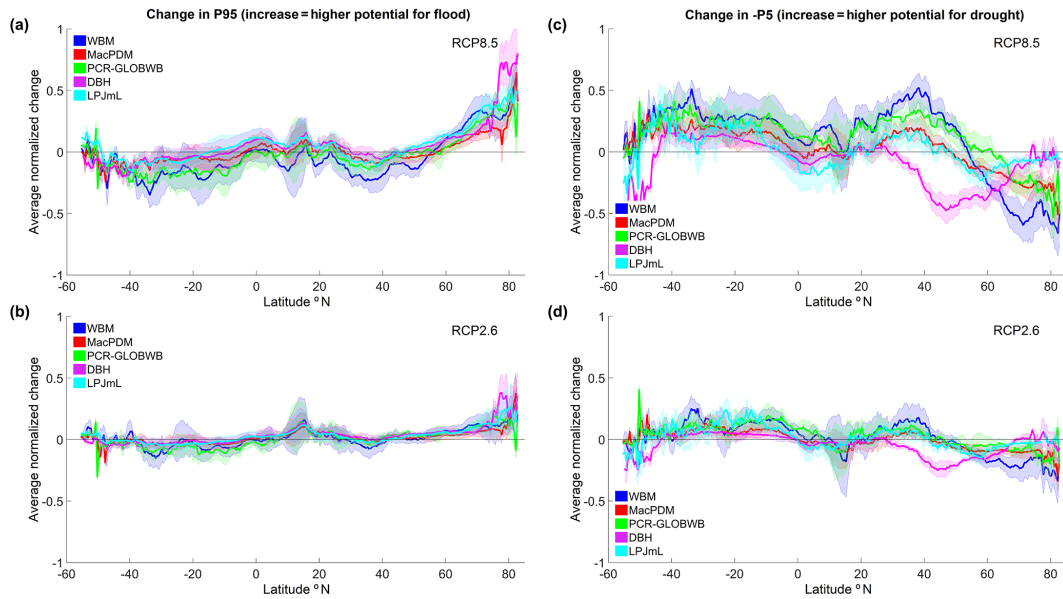 Change in P95 (increase = higher potential for flood)
(a)
RCP8.5
WBM
MacPDM
PCR-GLOBWB
DBH
LPJmL
Average normalized change
1
0.5
0
-0.5
-1
-60 -40 -20 0 20 40 60 80
Latitude º N
(b)
RCP2.6
WBM
MacPDM
PCR-GLOBWB
DBH
LPJmL
Average normalized change
1
0.5
0
-0.5
-1
-60 -40 -20 0 20 40 60 80
Latitude º N
Change in -P5 (increase = higher potential for drought)
(c)
RCP8.5
Average normalized change
1
0.5
0
-0.5
-1
WBM
MacPDM
PCR-GLOBWB
DBH
LPJmL
-60 -40 -20 0 20 40 60 80
Latitude º N
(d)
RCP2.6
Average normalized change
1
0.5
0
-0.5
-1
WBM
MacPDM
PCR-GLOBWB
DBH
LPJmL
-60 -40 -20 0 20 40 60 80
Latitude º N